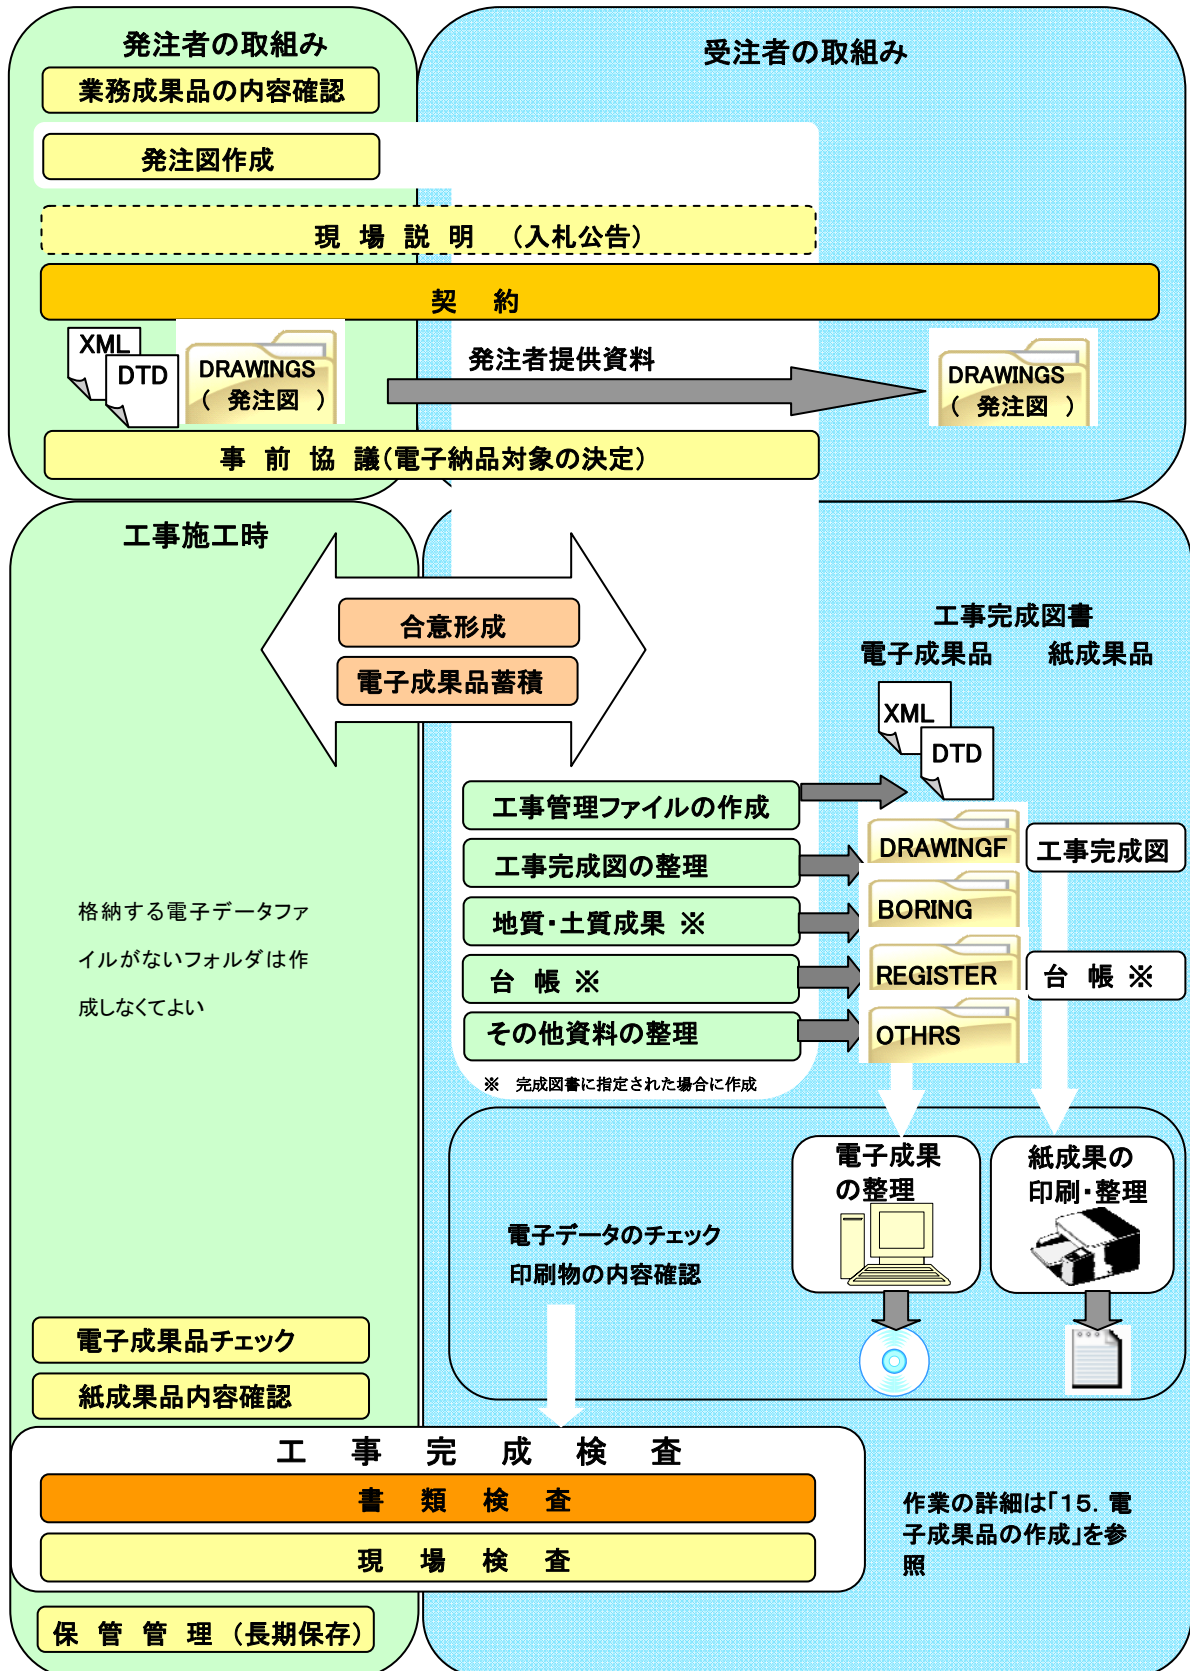 発注者の取組み
受注者の取組み
業務成果品の内容確認
発注図作成
現 場 説 明 （入札公告）
契 約
XML
DTD
DRAWINGS
（ 発注図 ）
発注者提供資料
DRAWINGS
（ 発注図 ）
事 前 協 議（電子納品対象の決定）
工事施工時
合意形成
電子成果品蓄積
工事完成図書
電子成果品 紙成果品
XML
DTD
工事管理ファイルの作成
工事完成図の整理
DRAWINGF
工事完成図
地質・土質成果 ※
BORING
台 帳 ※
REGISTER
台 帳 ※
その他資料の整理
OTHRS
※ 完成図書に指定された場合に作成
格納する電子データファ
イルがないフォルダは作
成しなくてよい
電子成果
の整理
紙成果の
印刷・整理
電子データのチェック
印刷物の内容確認
電子成果品チェック
紙成果品内容確認
工 事 完 成 検 査
書 類 検 査
現 場 検 査
作業の詳細は「15．電
子成果品の作成」を参
照
保 管 管 理 （長期保存）